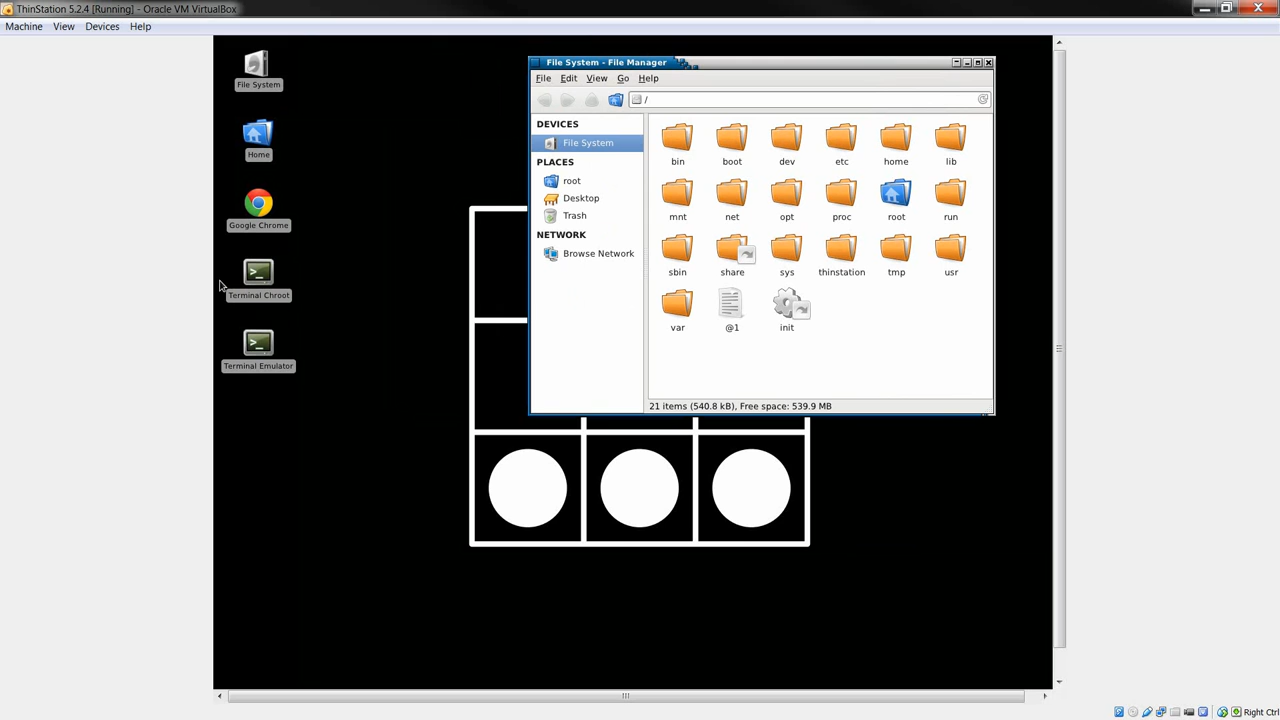 ThinStation 5.2.4 [Running] - Oracle VM VirtualBox
Machine View Devices Help
File System
Home
Google Chrome
Terminal Chroot
Terminal Emulator
File System - File Manager
File Edit View Go Help
/
DEVICES
File System
PLACES
root
Desktop
Trash
NETWORK
Browse Network
bin boot dev etc home lib
mnt net opt proc root run
sbin share sys thinstation tmp usr
var @1 init
21 items (540.8 kB), Free space: 539.9 MB
Right Ctrl